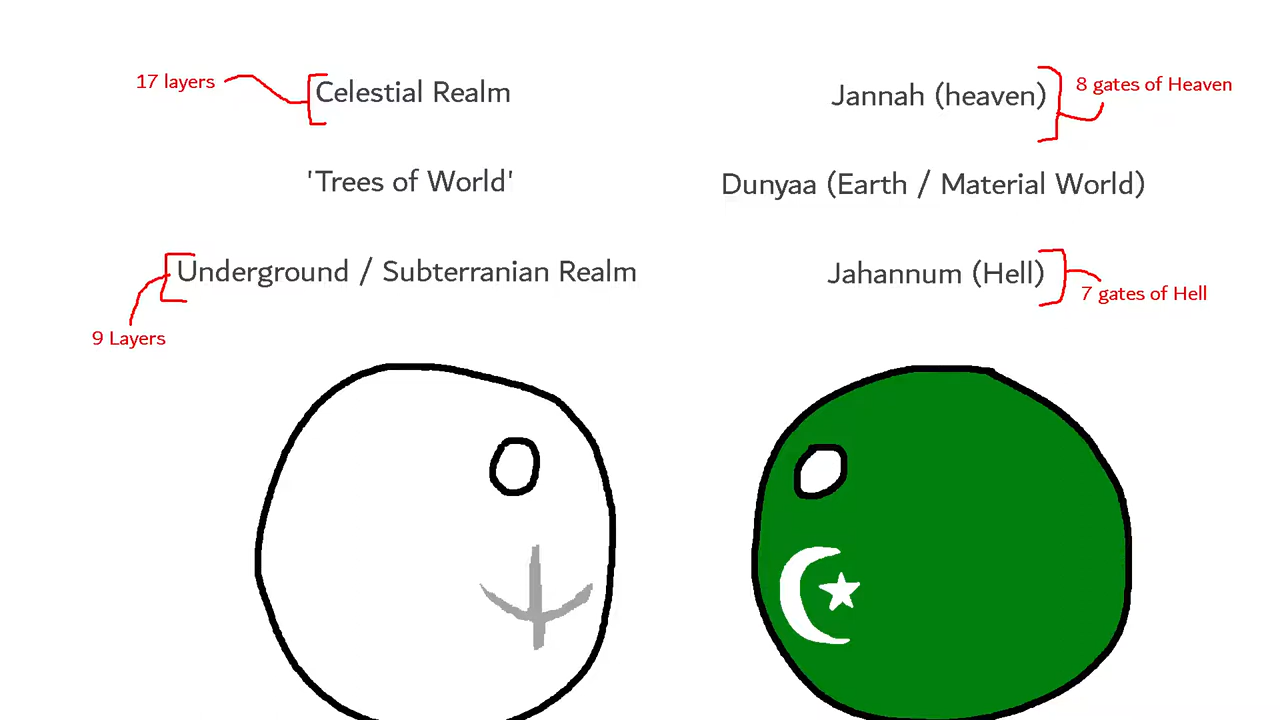 17 layers
Celestial Realm
'Trees of World'
Underground / Subterranian Realm
9 Layers
Jannah (heaven)
8 gates of Heaven
Dunyaa (Earth / Material World)
Jahannum (Hell)
7 gates of Hell